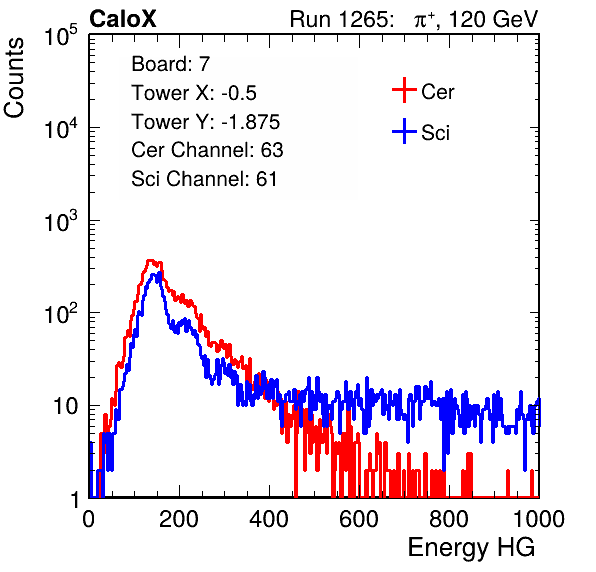 CaloX Run 1265: π⁺, 120 GeV
Board: 7
Tower X: -0.5
Tower Y: -1.875
Cer Channel: 63
Sci Channel: 61
Cer
Sci
Counts
10⁵
10⁴
10³
10²
10
1
0 200 400 600 800 1000
Energy HG